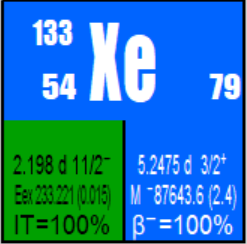 133
54 Xe 79
2.198 d 11/2⁻
Eex 233.221 (0.015)
IT=100%
5.2475 d 3/2⁺
M ⁻87643.6 (2.4)
β⁻=100%